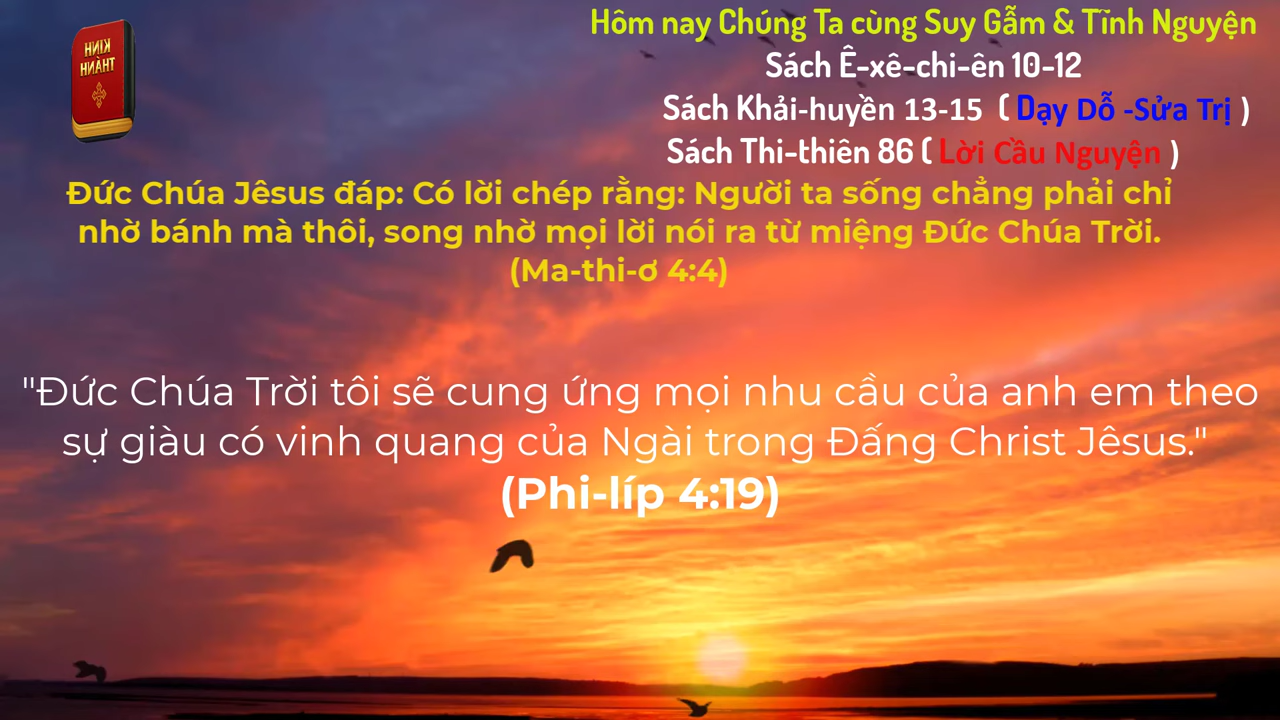 KINH
THÁNH
Hôm nay Chúng Ta cùng Suy Gẫm & Tĩnh Nguyện
Sách Ê-xê-chi-ên 10-12
Sách Khải-huyền 13-15 ( Dạy Dỗ -Sửa Trị )
Sách Thi-thiên 86 ( Lời Cầu Nguyện )
Đức Chúa Jêsus đáp: Có lời chép rằng: Người ta sống chẳng phải chỉ
nhờ bánh mà thôi, song nhờ mọi lời nói ra từ miệng Đức Chúa Trời.
(Ma-thi-ơ 4:4)
"Đức Chúa Trời tôi sẽ cung ứng mọi nhu cầu của anh em theo
sự giàu có vinh quang của Ngài trong Đấng Christ Jêsus."
(Phi-líp 4:19)